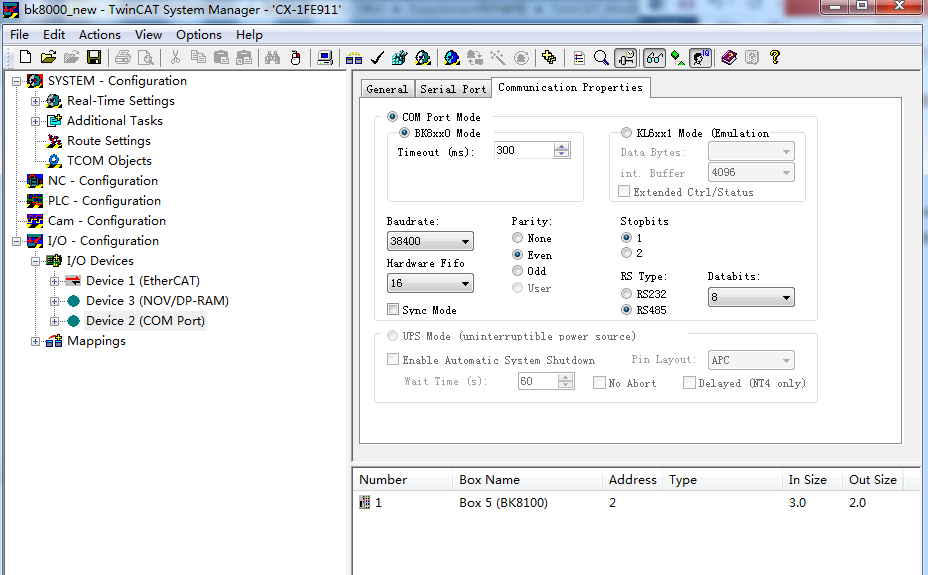 bk8000_new - TwinCAT System Manager - 'CX-1FE911'
File Edit Actions View Options Help
SYSTEM - Configuration
Real-Time Settings
Additional Tasks
Route Settings
TCOM Objects
NC - Configuration
PLC - Configuration
Cam - Configuration
I/O - Configuration
I/O Devices
Device 1 (EtherCAT)
Device 3 (NOV/DP-RAM)
Device 2 (COM Port)
Mappings
General Serial Port Communication Properties
COM Port Mode
BK8xx0 Mode
Timeout (ms): 300
KL6xx1 Mode (Emulation
Data Bytes:
int. Buffer 4096
Extended Ctrl/Status
Baudrate:
38400
Hardware Fifo
16
Sync Mode
Parity:
None
Even
Odd
User
Stopbits
1
2
RS Type:
RS232
RS485
Databits:
8
UPS Mode (uninterruptible power source)
Enable Automatic System Shutdown Pin Layout: APC
Wait Time (s): 60 No Abort Delayed (NT4 only)
Number Box Name Address Type In Size Out Size
1 Box 5 (BK8100) 2 3.0 2.0